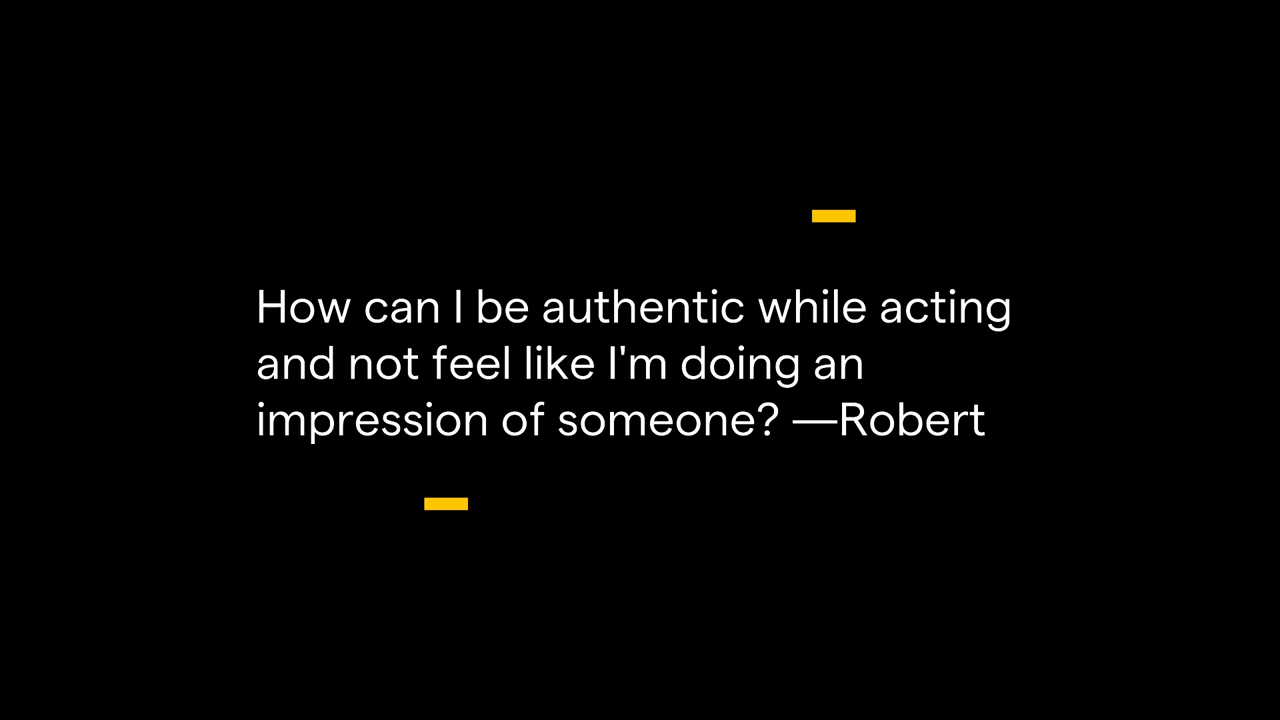 How can I be authentic while acting
and not feel like I'm doing an
impression of someone? —Robert